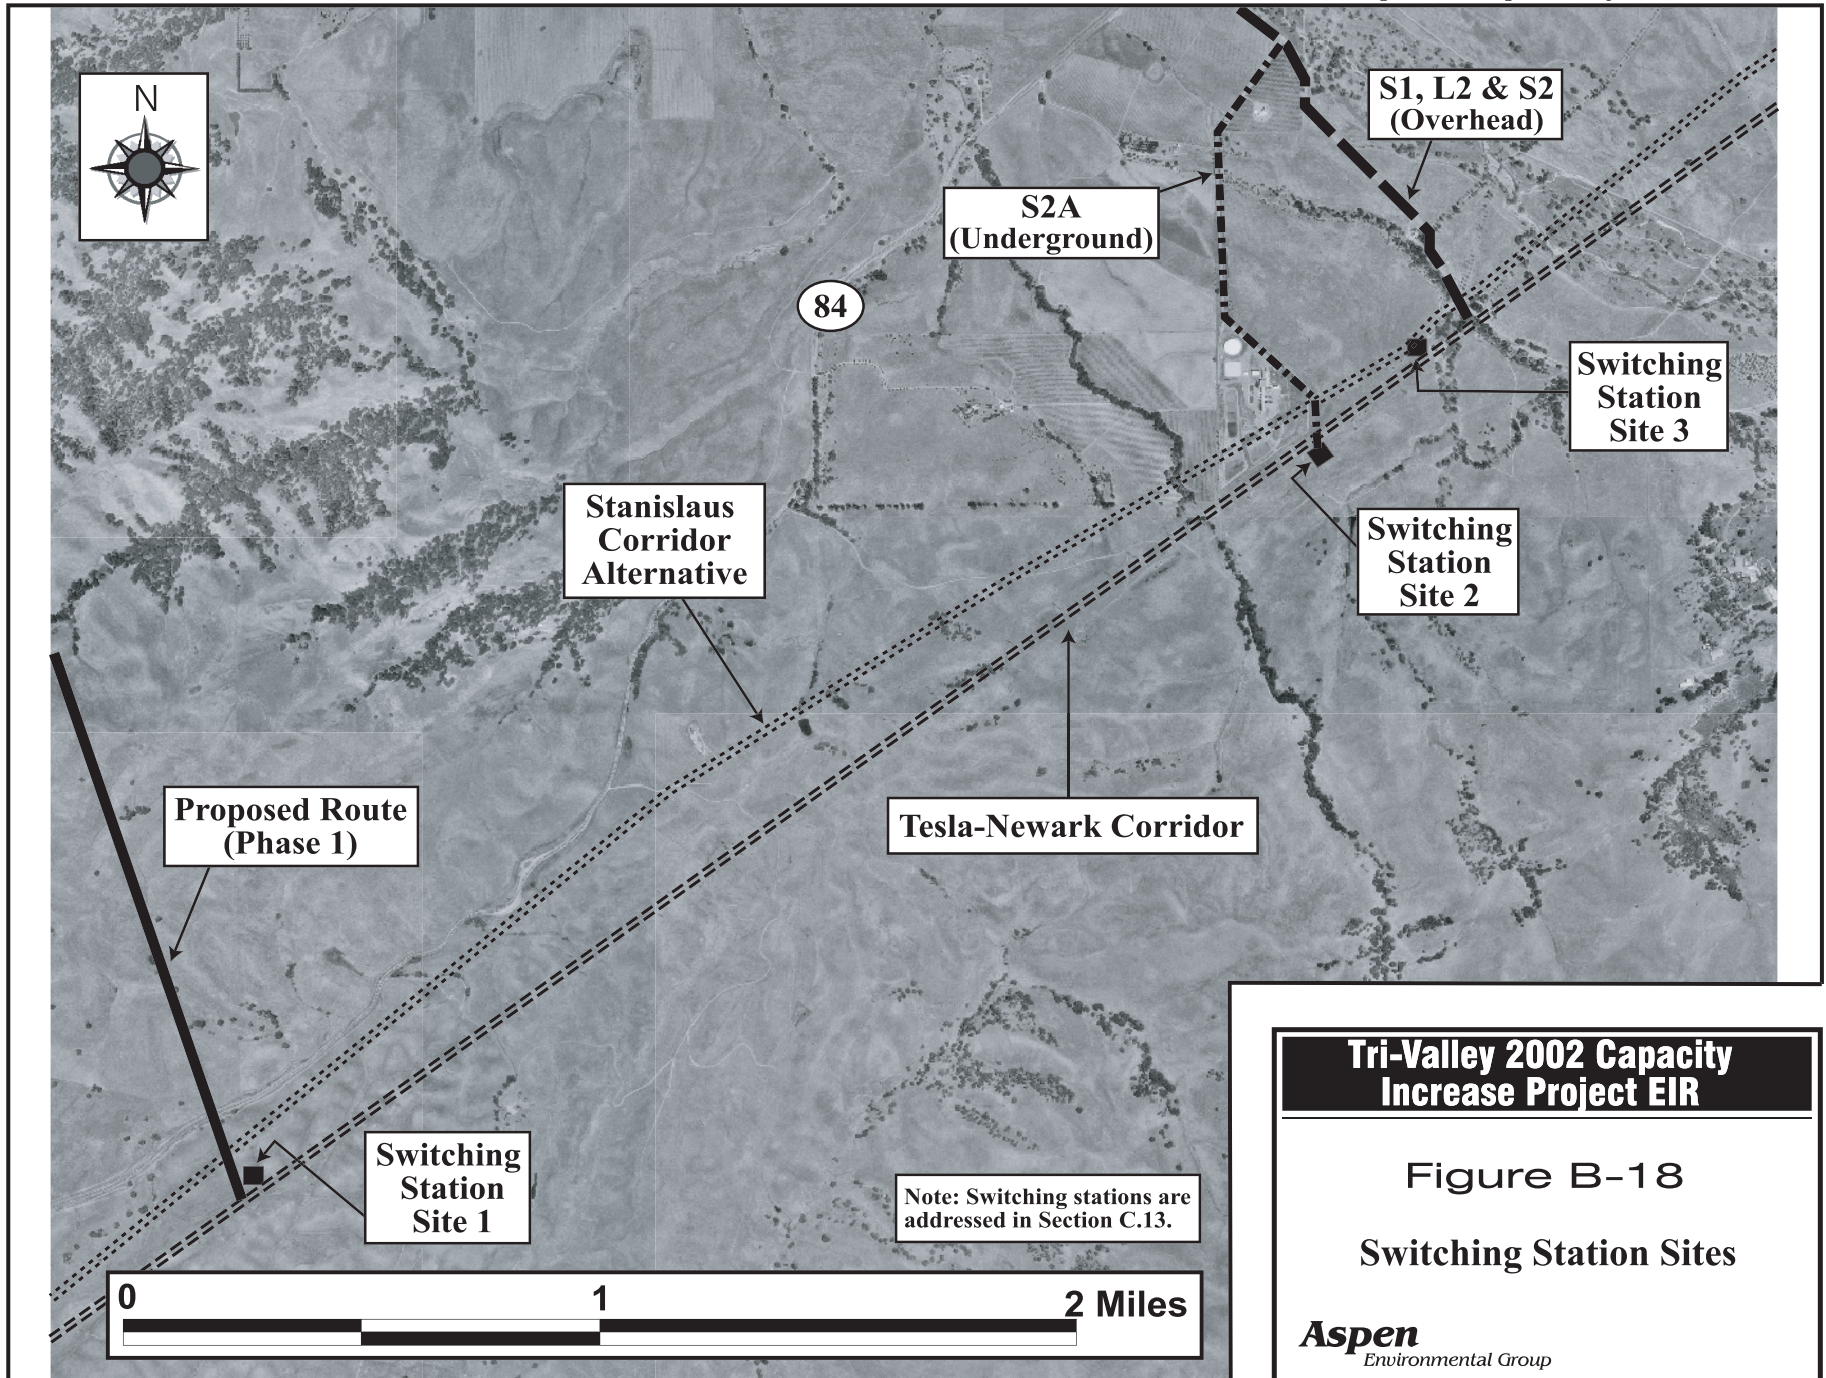 N
S1, L2 & S2
(Overhead)
S2A
(Underground)
84
Switching
Station
Site 3
Stanislaus
Corridor
Alternative
Switching
Station
Site 2
Proposed Route
(Phase 1)
Tesla-Newark Corridor
Switching
Station
Site 1
Note: Switching stations are
addressed in Section C.13.
0 1 2 Miles
Tri-Valley 2002 Capacity
Increase Project EIR
Figure B-18
Switching Station Sites
Aspen
Environmental Group